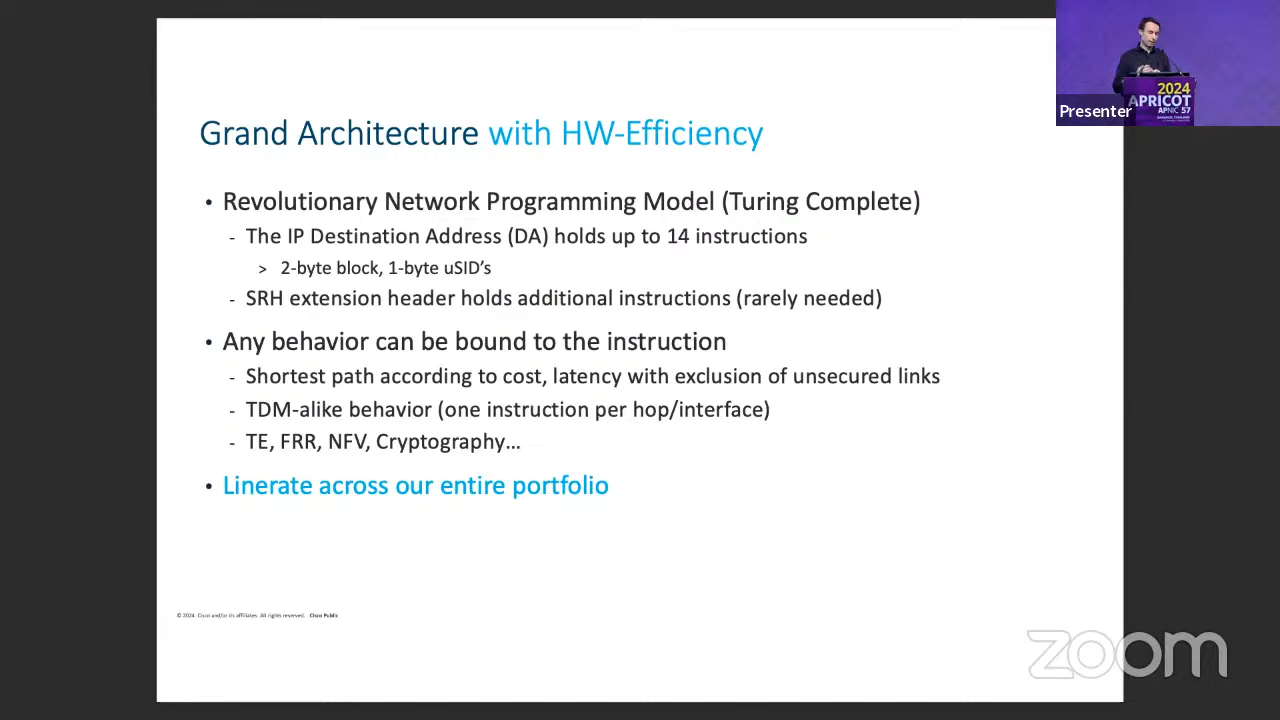 Grand Architecture with HW-Efficiency
• Revolutionary Network Programming Model (Turing Complete)
- The IP Destination Address (DA) holds up to 14 instructions
> 2-byte block, 1-byte uSID’s
- SRH extension header holds additional instructions (rarely needed)
• Any behavior can be bound to the instruction
- Shortest path according to cost, latency with exclusion of unsecured links
- TDM-alike behavior (one instruction per hop/interface)
- TE, FRR, NFV, Cryptography…
• Linerate across our entire portfolio
© 2024 Cisco and/or its affiliates. All rights reserved. Cisco Public
2024
APRICOT
APNIC 57
Presenter
zoom